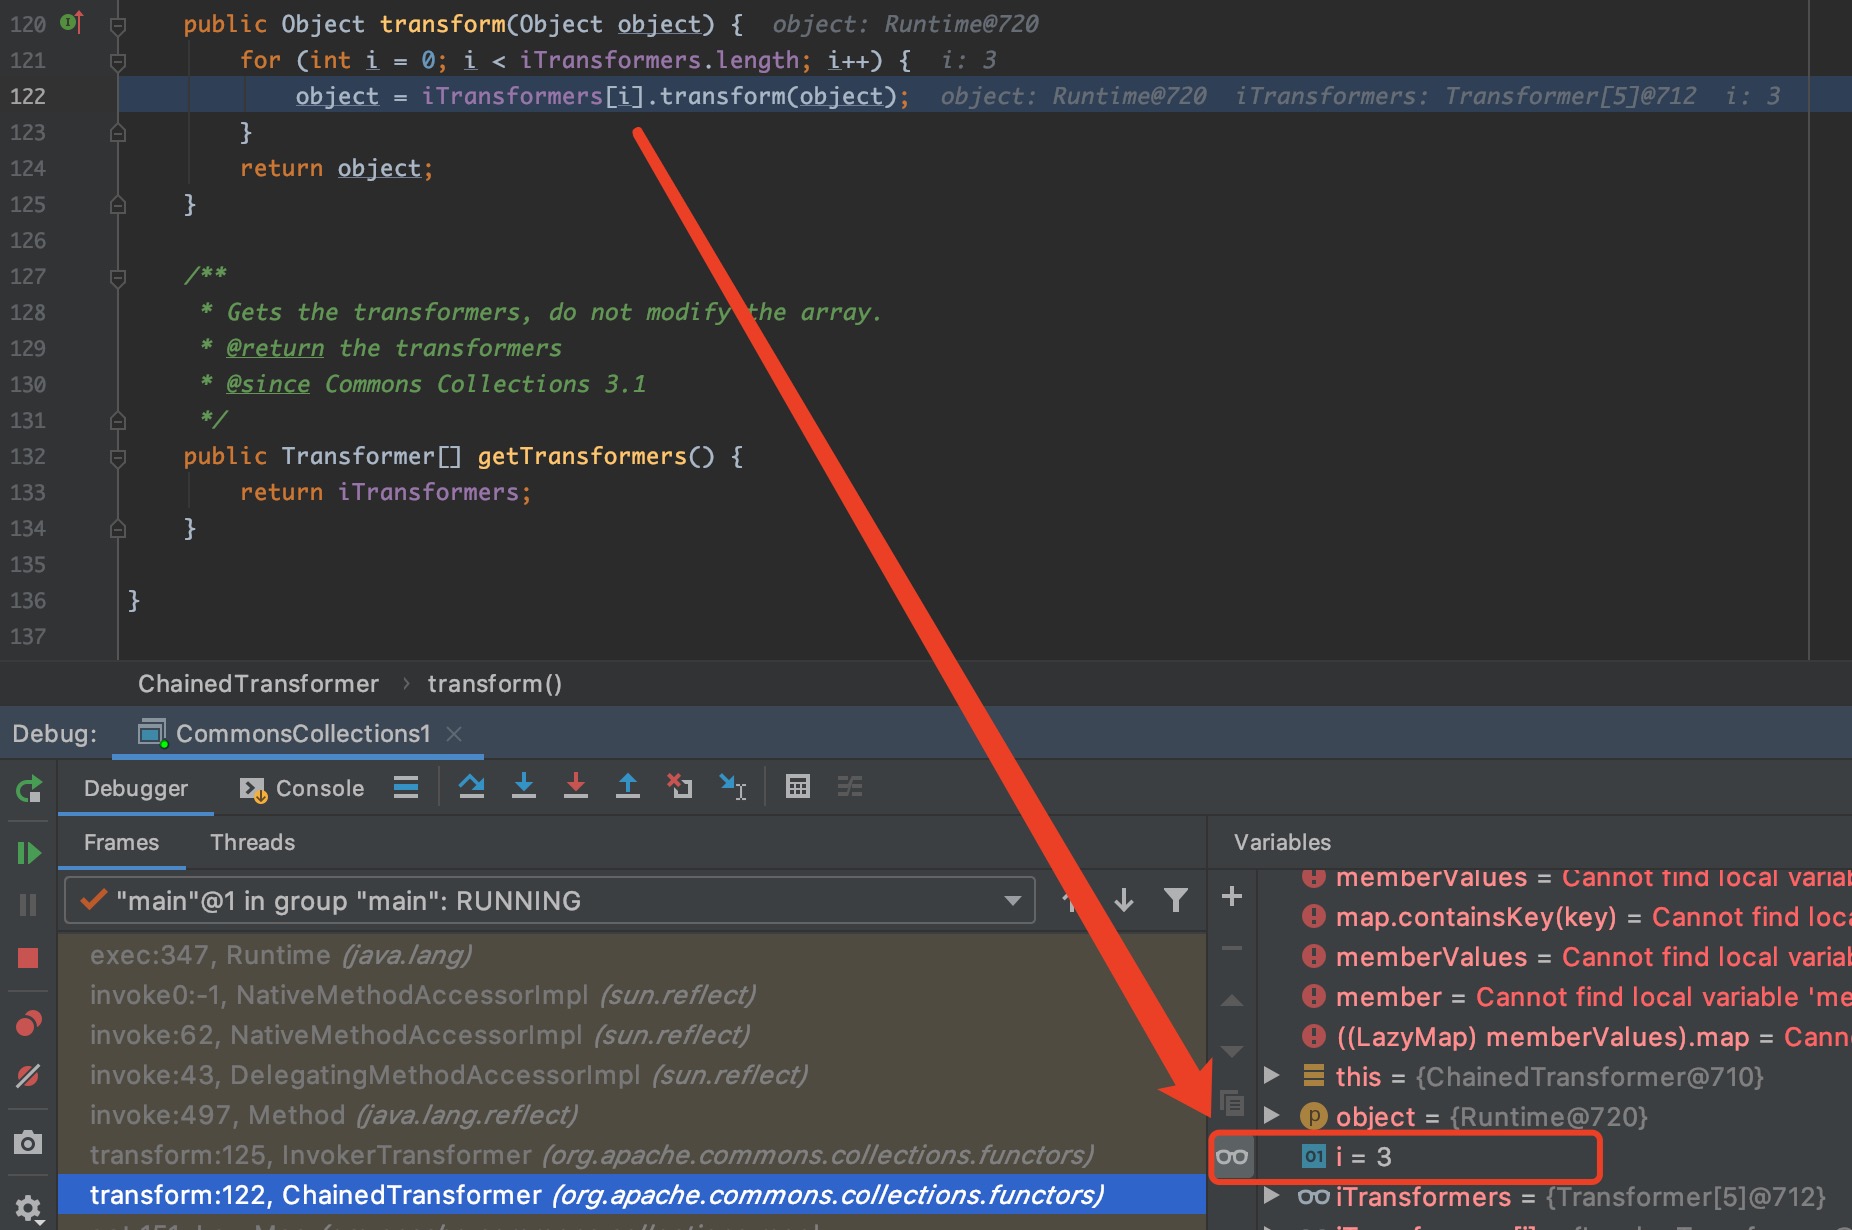 120 public Object transform(Object object) { object: Runtime@720
121 for (int i = 0; i < iTransformers.length; i++) { i: 3
122 object = iTransformers[i].transform(object); object: Runtime@720 iTransformers: Transformer[5]@712 i: 3
123 }
124 return object;
125 }
126
127 /**
128 * Gets the transformers, do not modify the array.
129 * @return the transformers
130 * @since Commons Collections 3.1
131 */
132 public Transformer[] getTransformers() {
133 return iTransformers;
134 }
135
136 }
137
ChainedTransformer › transform()
Debug: CommonsCollections1
Debugger Console
Frames Threads
"main"@1 in group "main": RUNNING
exec:347, Runtime (java.lang)
invoke0:-1, NativeMethodAccessorImpl (sun.reflect)
invoke:62, NativeMethodAccessorImpl (sun.reflect)
invoke:43, DelegatingMethodAccessorImpl (sun.reflect)
invoke:497, Method (java.lang.reflect)
transform:125, InvokerTransformer (org.apache.commons.collections.functors)
transform:122, ChainedTransformer (org.apache.commons.collections.functors)
Variables
memberValues = Cannot find local variab
map.containsKey(key) = Cannot find loca
memberValues = Cannot find local variab
member = Cannot find local variable 'me
((LazyMap) memberValues).map = Canno
this = {ChainedTransformer@710}
p object = {Runtime@720}
01 i = 3
iTransformers = {Transformer[5]@712}